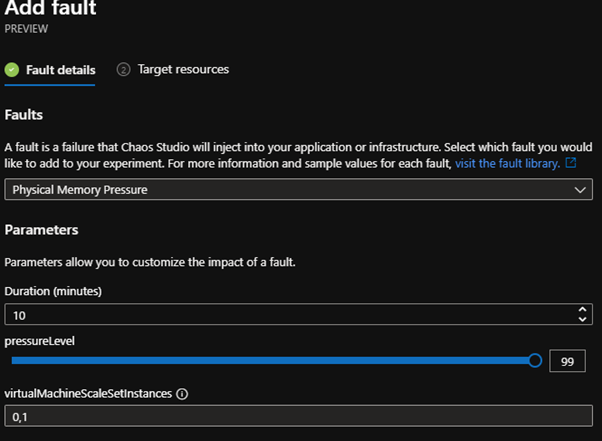 Add fault
PREVIEW
Fault details
2 Target resources
Faults
A fault is a failure that Chaos Studio will inject into your application or infrastructure. Select which fault you would
like to add to your experiment. For more information and sample values for each fault, visit the fault library.
Physical Memory Pressure
Parameters
Parameters allow you to customize the impact of a fault.
Duration (minutes)
10
pressureLevel
99
virtualMachineScaleSetInstances
0,1